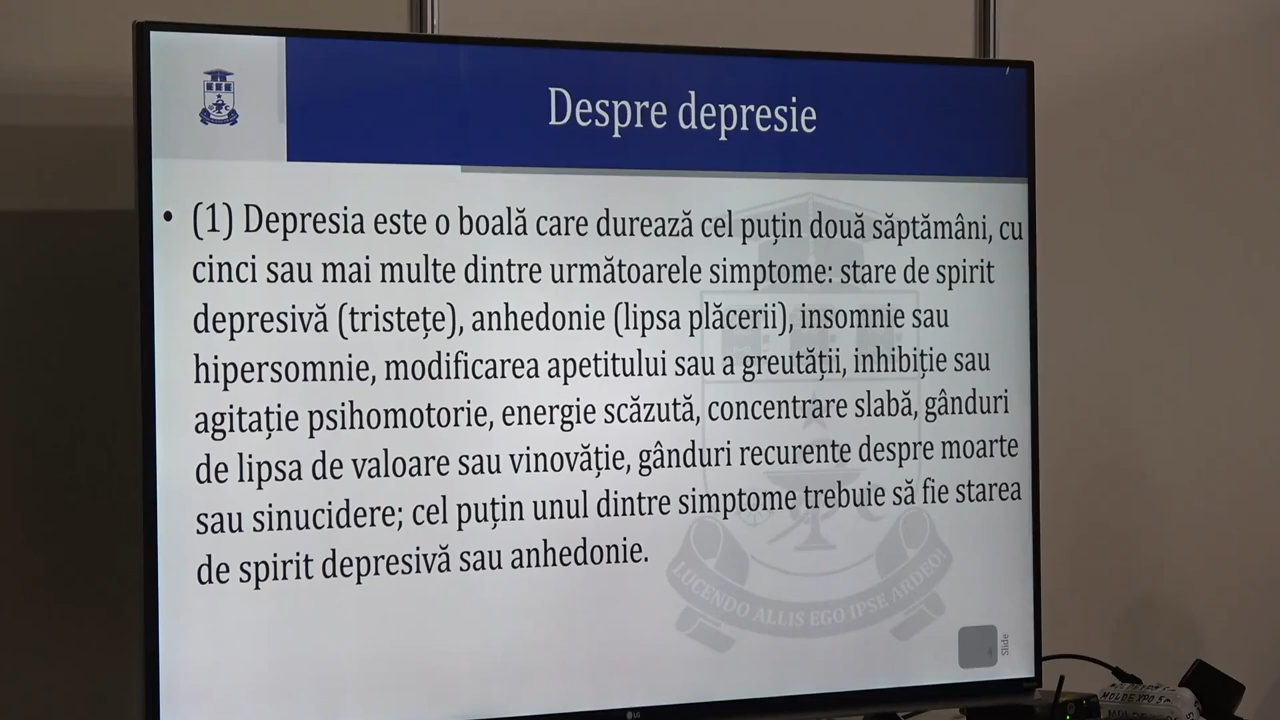 Despre depresie
• (1) Depresia este o boală care durează cel puțin două săptămâni, cu
cinci sau mai multe dintre următoarele simptome: stare de spirit
depresivă (tristețe), anhedonie (lipsa plăcerii), insomnie sau
hipersomnie, modificarea apetitului sau a greutății, inhibiție sau
agitație psihomotorie, energie scăzută, concentrare slabă, gânduri
de lipsa de valoare sau vinovăție, gânduri recurente despre moarte
sau sinucidere; cel puțin unul dintre simptome trebuie să fie starea
de spirit depresivă sau anhedonie.
LUCENDO ALLIS EGO IPSE ARDEO!
Slide
LG
MOLDEXPO 5m